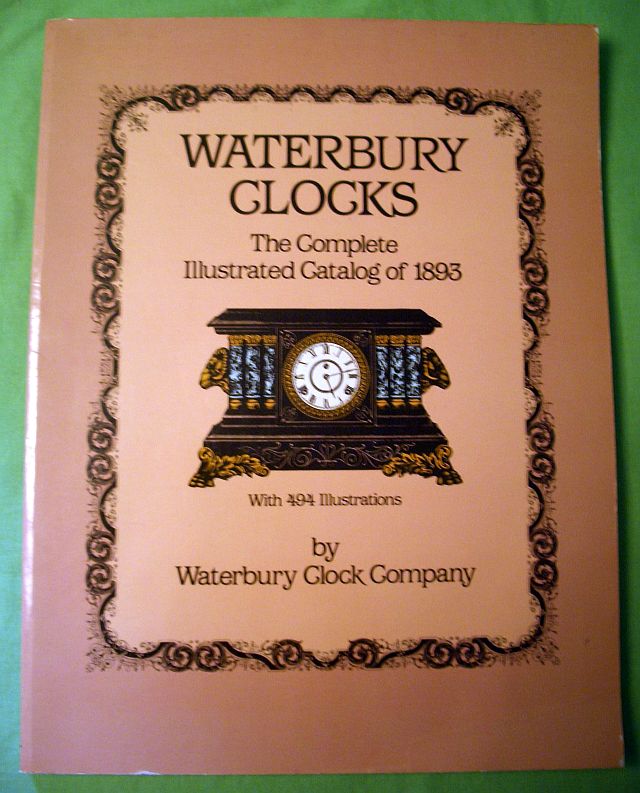 WATERBURY
CLOCKS
The Complete
Illustrated Catalog of 1893
With 494 Illustrations
by
Waterbury Clock Company